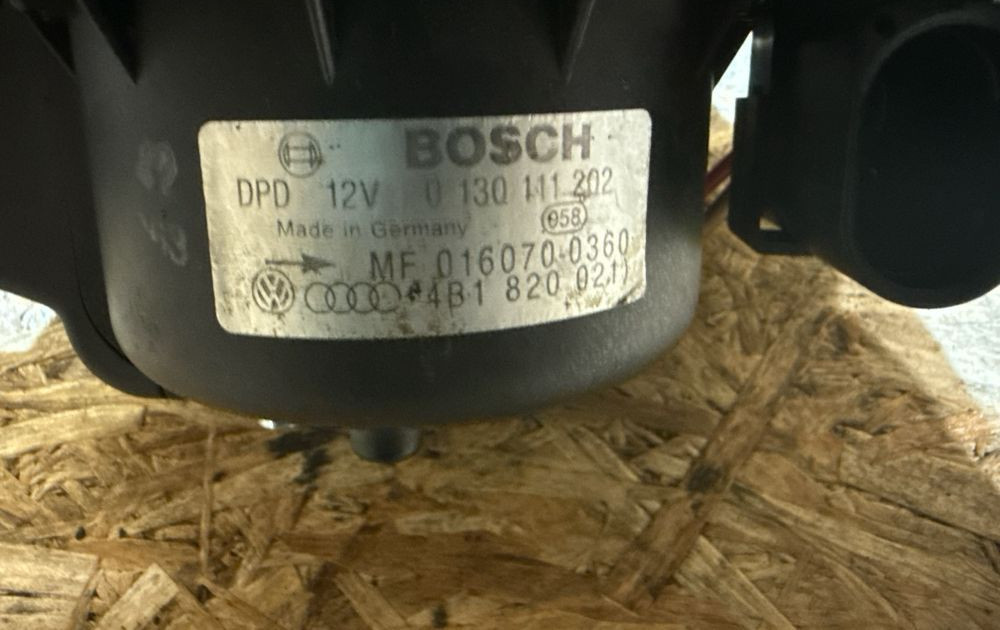 BOSCH
DPD 12V 0 130 111 202
Made in Germany 058
MF 016070-0360
4B1 820 021